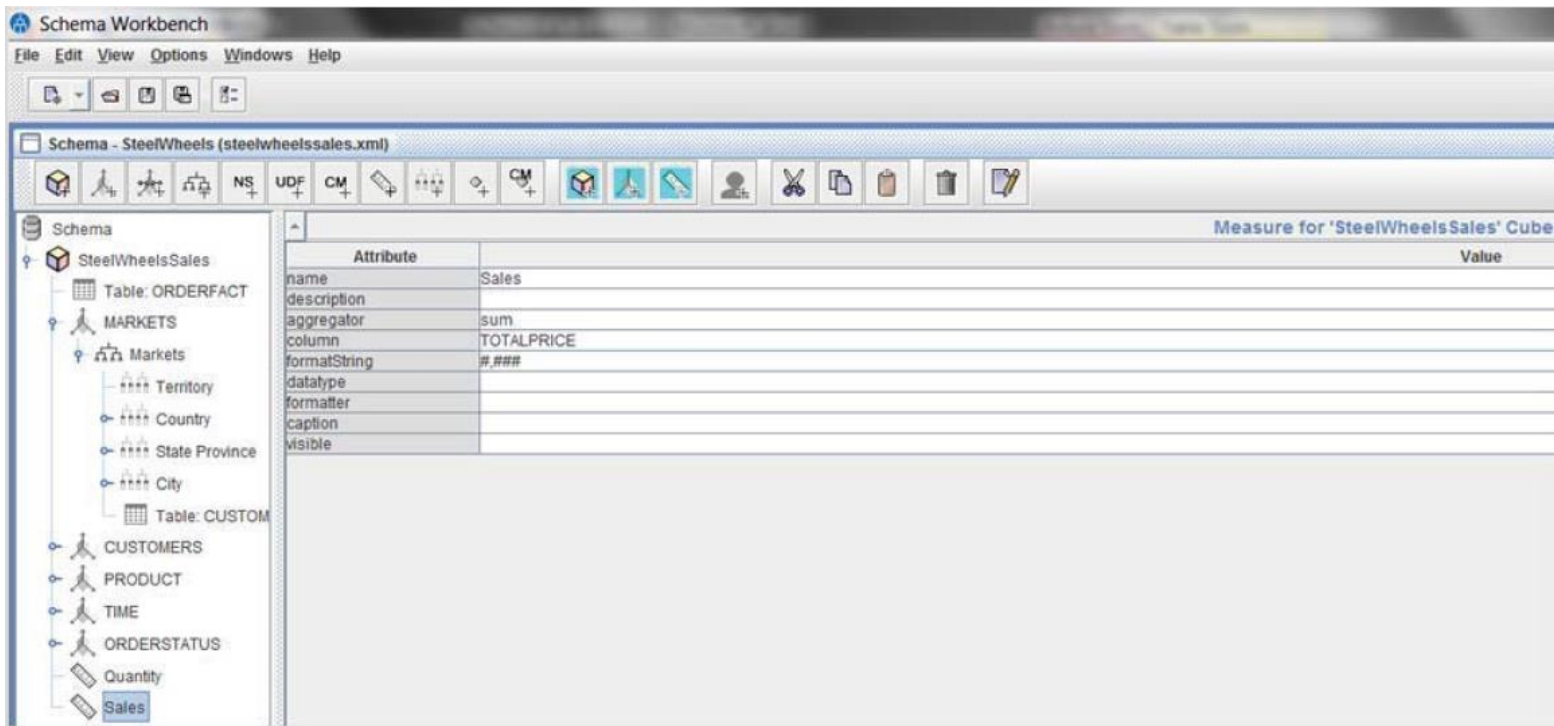 Schema Workbench
File Edit View Options Windows Help
Schema - SteelWheels (steelwheelssales.xml)
NS UDF CM CM
Schema
Measure for 'SteelWheelsSales' Cube
SteelWheelsSales
Attribute Value
Table: ORDERFACT
name Sales
description
MARKETS
aggregator sum
column TOTALPRICE
Markets
formatString #,###
datatype
Territory
formatter
Country
caption
visible
State Province
City
Table: CUSTOM
CUSTOMERS
PRODUCT
TIME
ORDERSTATUS
Quantity
Sales